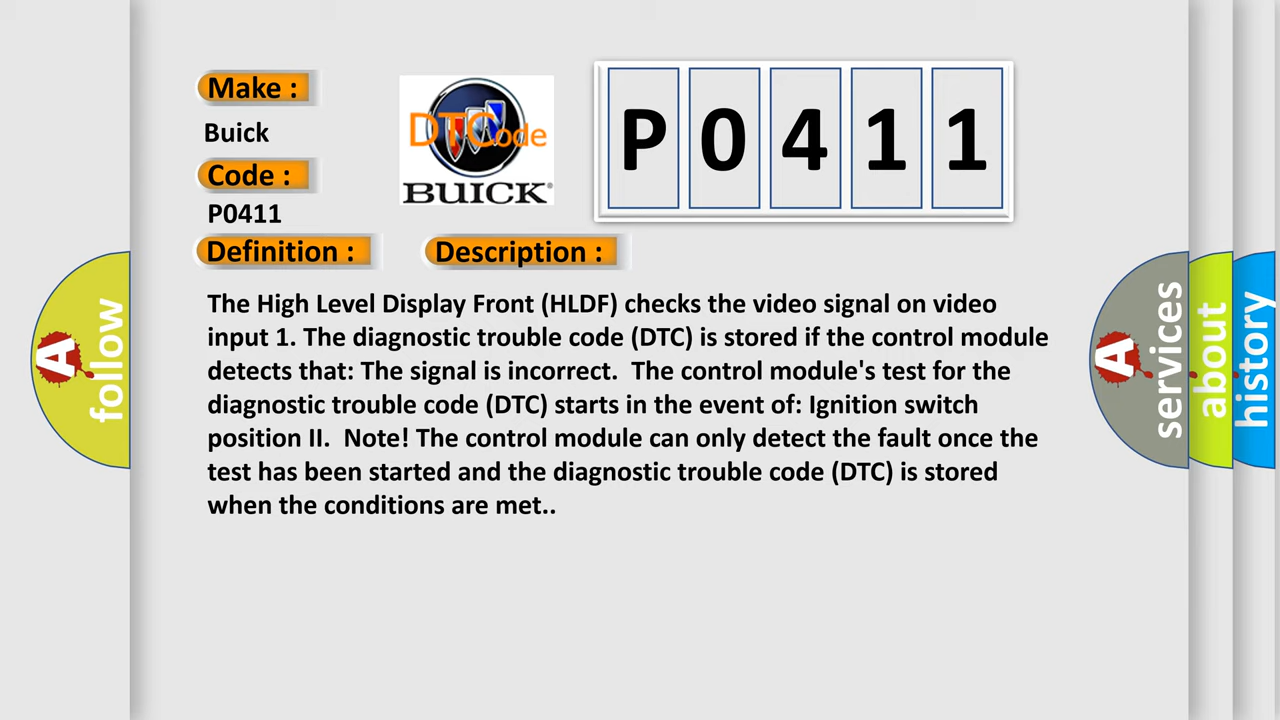 Make :
Buick
Code :
P0411
Definition :
Description :
DTCode
BUICK®
P0411
The High Level Display Front (HLDF) checks the video signal on video
input 1. The diagnostic trouble code (DTC) is stored if the control module
detects that: The signal is incorrect.  The control module's test for the
diagnostic trouble code (DTC) starts in the event of: Ignition switch
position II.  Note! The control module can only detect the fault once the
test has been started and the diagnostic trouble code (DTC) is stored
when the conditions are met..
A follow
A services
about
history